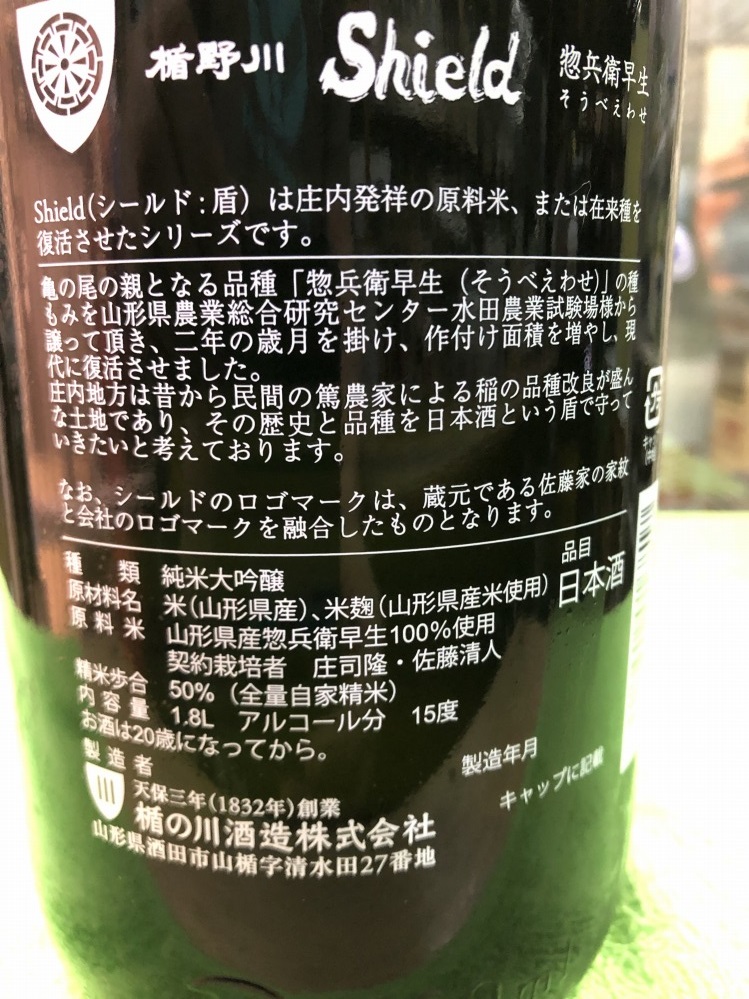 楯野川 Shield 惣兵衛早生
そうべえわせ
Shield(シールド:盾)は庄内発祥の原料米、または在来種を
復活させたシリーズです。
亀の尾の親となる品種「惣兵衛早生(そうべえわせ)」の種
もみを山形県農業総合研究センター水田農業試験場様から
譲って頂き、二年の歳月を掛け、作付け面積を増やし、現
代に復活させました。
庄内地方は昔から民間の篤農家による稲の品種改良が盛ん
な土地であり、その歴史と品種を日本酒という盾で守って
いきたいと考えております。
なお、シールドのロゴマークは、蔵元である佐藤家の家紋
と会社のロゴマークを融合したものとなります。
種類 純米大吟醸
品目
日本酒
原材料名 米(山形県産)、米麹(山形県産米使用)
原料米 山形県産惣兵衛早生100%使用
契約栽培者 庄司隆・佐藤清人
精米歩合 50%(全量自家精米)
内容量 1.8L アルコール分 15度
お酒は20歳になってから。
製造者
製造年月
キャップに記載
川
天保三年(1832年)創業
楯の川酒造株式会社
山形県酒田市山楯字清水田27番地